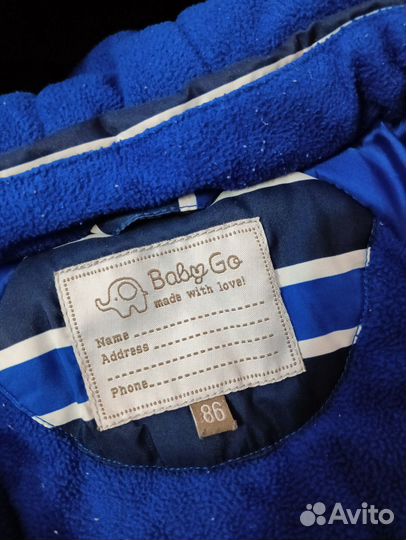 Baby Go
made with love!
Name
Address
Phone
86
Avito